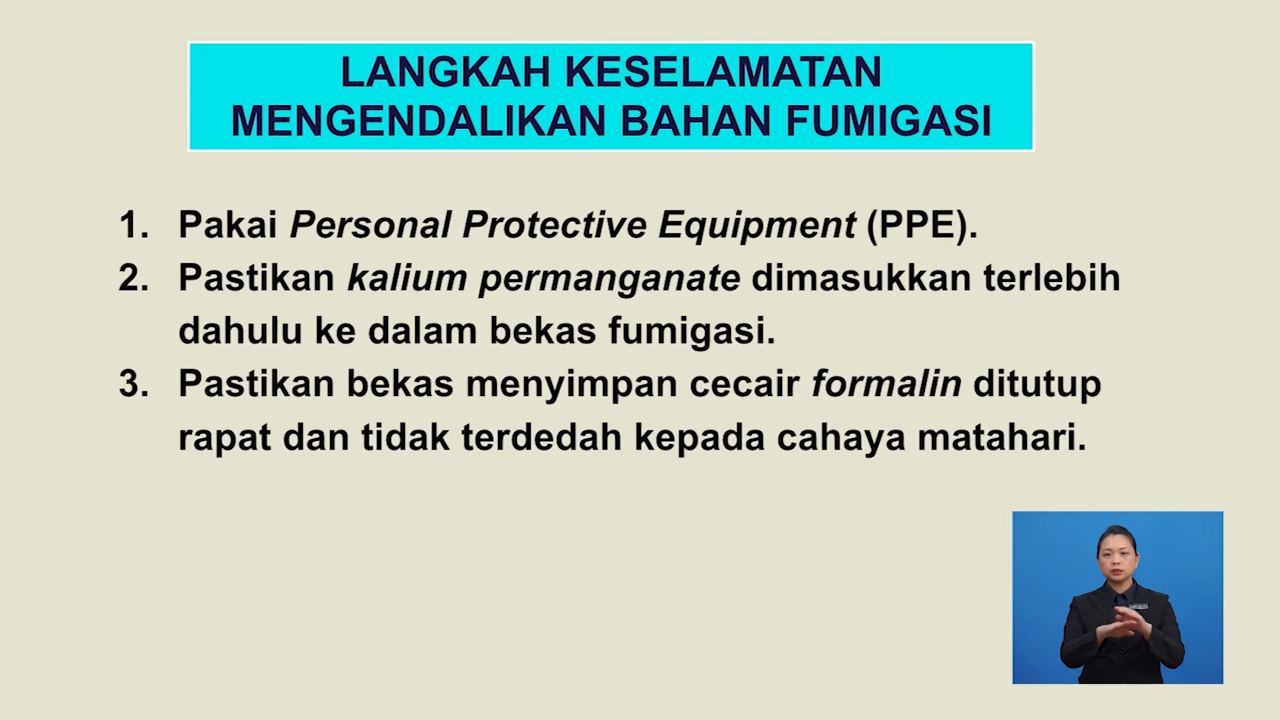 LANGKAH KESELAMATAN
MENGENDALIKAN BAHAN FUMIGASI
1. Pakai Personal Protective Equipment (PPE).
2. Pastikan kalium permanganate dimasukkan terlebih
dahulu ke dalam bekas fumigasi.
3. Pastikan bekas menyimpan cecair formalin ditutup
rapat dan tidak terdedah kepada cahaya matahari.